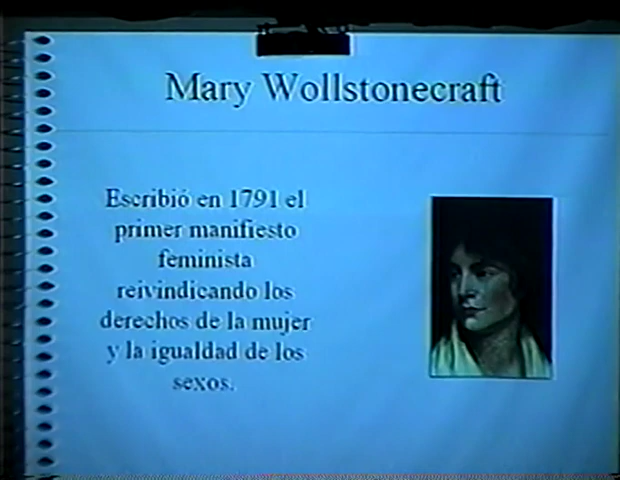 Mary Wollstonecraft
Escribió en 1791 el
primer manifiesto
feminista
reivindicando los
derechos de la mujer
y la igualdad de los
sexos.